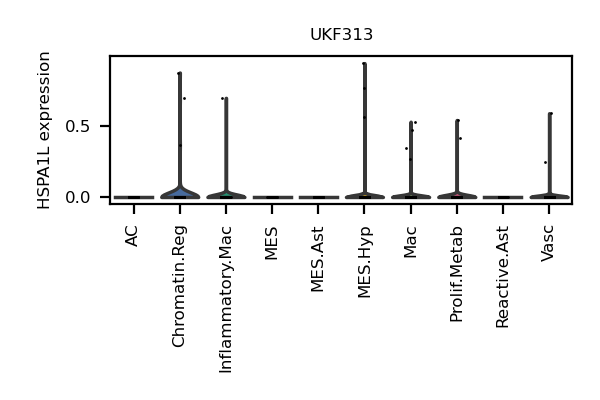 UKF313
HSPA1L expression
0.5
0.0
AC
Chromatin.Reg
Inflammatory.Mac
MES
MES.Ast
MES.Hyp
Mac
Prolif.Metab
Reactive.Ast
Vasc